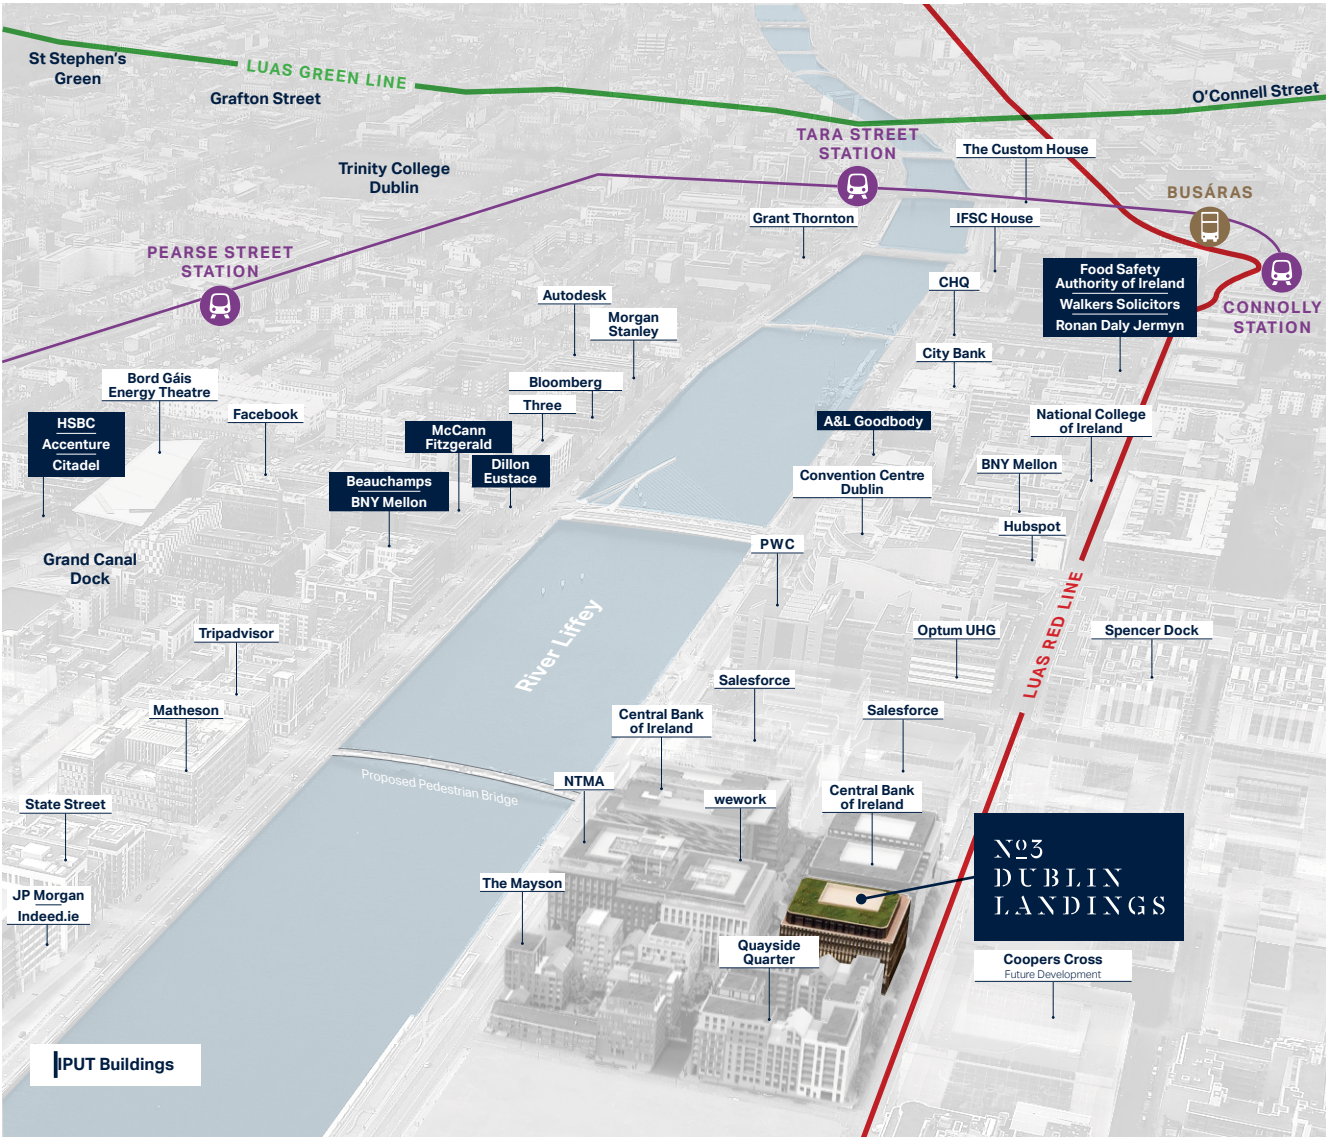 St Stephen's
Green
LUAS GREEN LINE
Grafton Street
O'Connell Street
TARA STREET
STATION
The Custom House
Trinity College
Dublin
BUSÁRAS
Grant Thornton
IFSC House
PEARSE STREET
STATION
Food Safety
Authority of Ireland
Walkers Solicitors
Ronan Daly Jermyn
CONNOLLY
STATION
CHQ
Autodesk
Morgan
Stanley
City Bank
Bord Gáis
Energy Theatre
Bloomberg
Three
Facebook
HSBC
Accenture
Citadel
McCann
Fitzgerald
A&L Goodbody
National College
of Ireland
Dillon
Eustace
Beauchamps
BNY Mellon
Convention Centre
Dublin
BNY Mellon
Hubspot
PWC
Grand Canal
Dock
River Liffey
LUAS RED LINE
Tripadvisor
Optum UHG
Spencer Dock
Salesforce
Matheson
Central Bank
of Ireland
Salesforce
Proposed Pedestrian Bridge
NTMA
wework
Central Bank
of Ireland
State Street
Nº3
DUBLIN
LANDINGS
The Mayson
JP Morgan
Indeed.ie
Quayside
Quarter
Coopers Cross
Future Development
IPUT Buildings